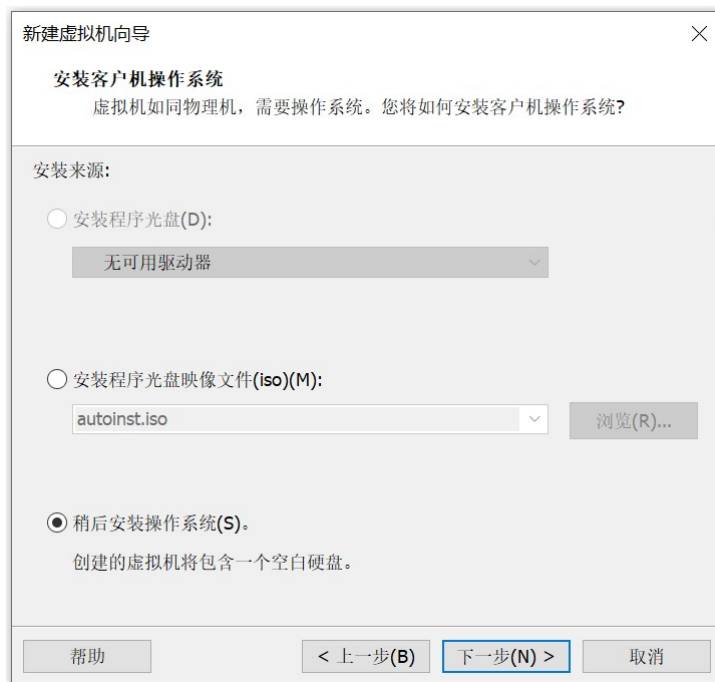 新建虚拟机向导
安装客户机操作系统
虚拟机如同物理机，需要操作系统。您将如何安装客户机操作系统?
安装来源:
安装程序光盘(D):
无可用驱动器
安装程序光盘映像文件(iso)(M):
autoinst.iso
浏览(R)...
稍后安装操作系统(S)。
创建的虚拟机将包含一个空白硬盘。
帮助
< 上一步(B)
下一步(N) >
取消